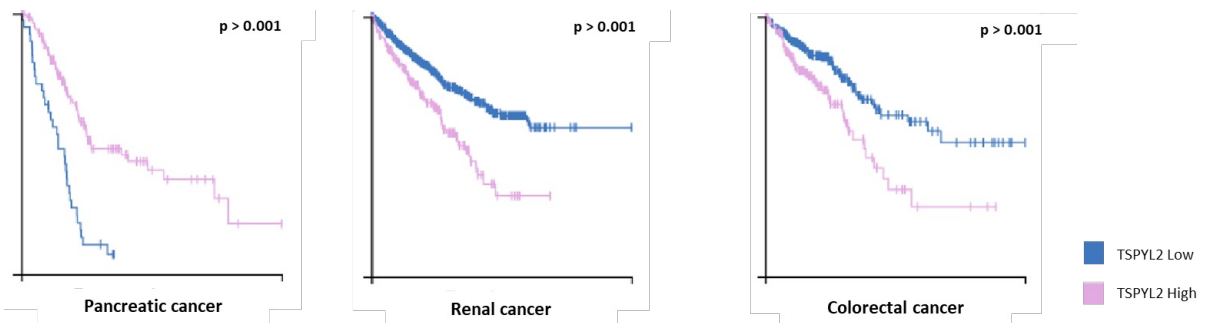 p > 0.001
p > 0.001
p > 0.001
Pancreatic cancer
Renal cancer
Colorectal cancer
TSPYL2 Low
TSPYL2 High